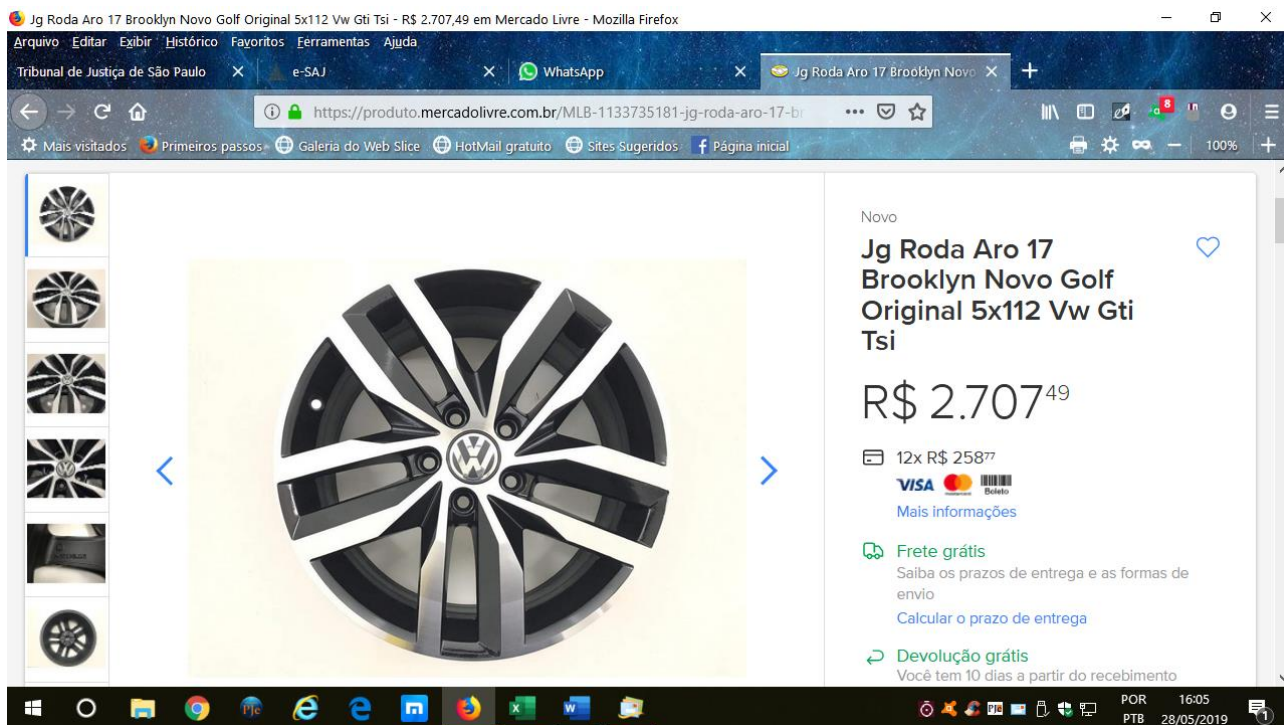 Jg Roda Aro 17 Brooklyn Novo Golf Original 5x112 Vw Gti Tsi - R$ 2.707,49 em Mercado Livre - Mozilla Firefox
Arquivo Editar Exibir Histórico Favoritos Ferramentas Ajuda
Tribunal de Justiça de São Paulo e-SAJ WhatsApp Jg Roda Aro 17 Brooklyn Novo
https://produto.mercadolivre.com.br/MLB-1133735181-jg-roda-aro-17-br
8
Mais visitados Primeiros passos Galeria do Web Slice HotMail gratuito Sites Sugeridos Página inicial 100%
Novo
Jg Roda Aro 17
Brooklyn Novo Golf
Original 5x112 Vw Gti
Tsi
R$ 2.707 49
12x R$ 258 77
VISA mastercard Boleto
Mais informações
Frete grátis
Saiba os prazos de entrega e as formas de
envio
Calcular o prazo de entrega
Devolução grátis
Você tem 10 dias a partir do recebimento
POR 16:05
PTB 28/05/2019